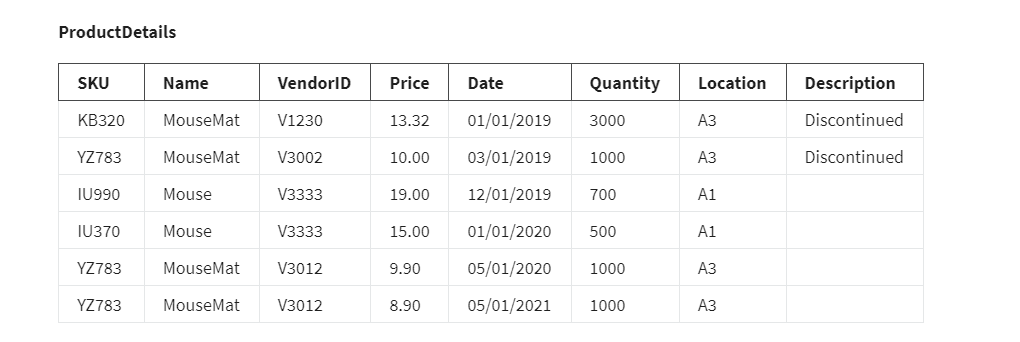 ProductDetails
SKU Name VendorID Price Date Quantity Location Description
KB320 MouseMat V1230 13.32 01/01/2019 3000 A3 Discontinued
YZ783 MouseMat V3002 10.00 03/01/2019 1000 A3 Discontinued
IU990 Mouse V3333 19.00 12/01/2019 700 A1
IU370 Mouse V3333 15.00 01/01/2020 500 A1
YZ783 MouseMat V3012 9.90 05/01/2020 1000 A3
YZ783 MouseMat V3012 8.90 05/01/2021 1000 A3